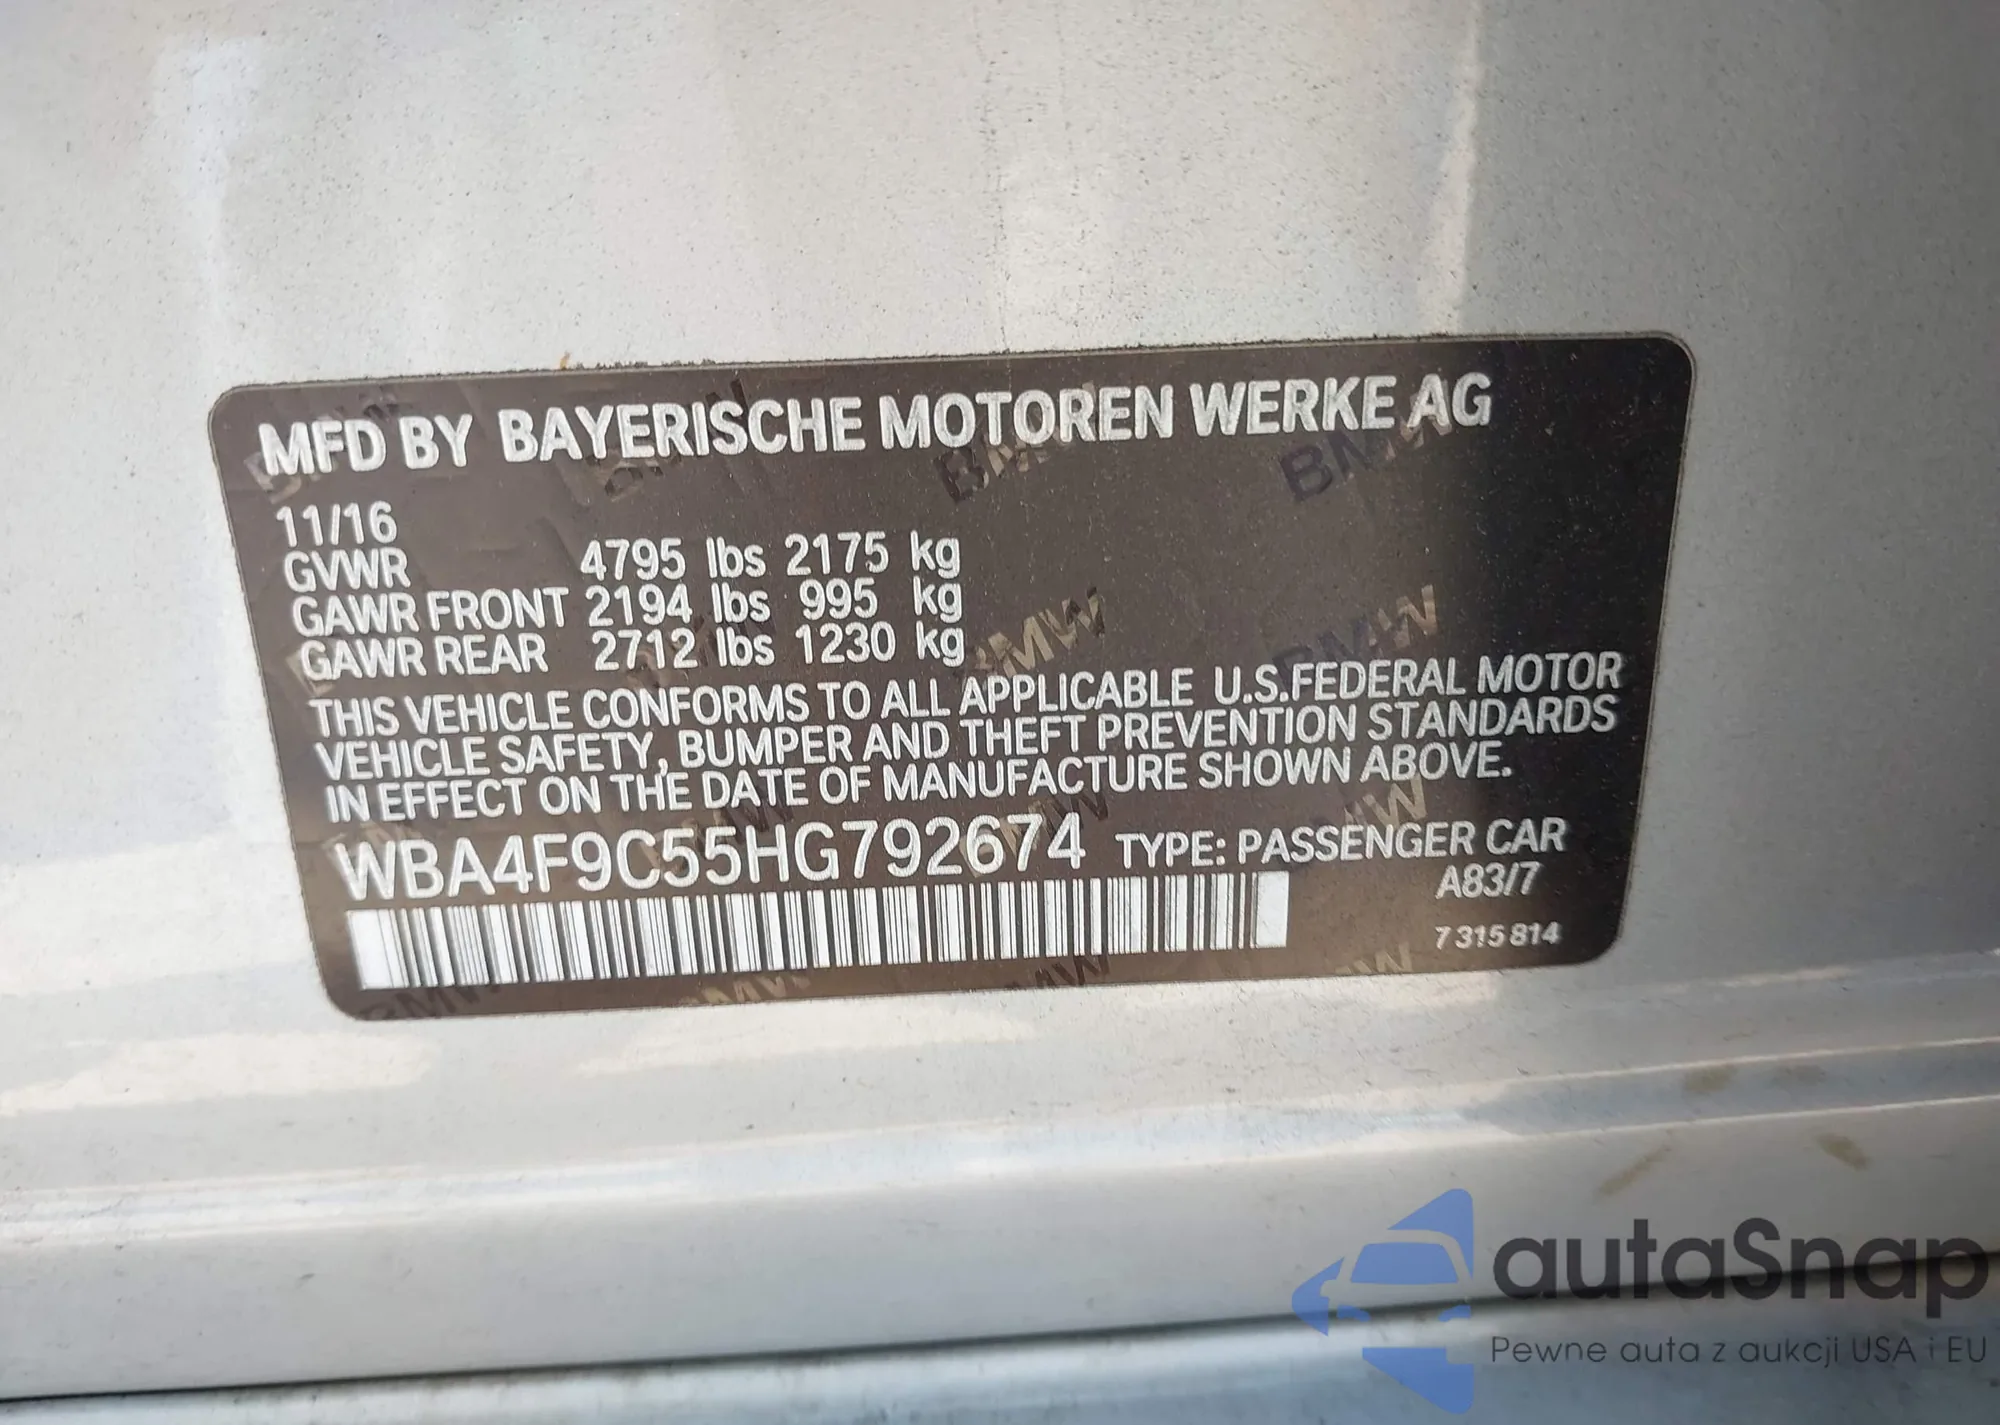 MFD BY BAYERISCHE MOTOREN WERKE AG
11/16
GVWR 4795 lbs 2175 kg
GAWR FRONT 2194 lbs 995 kg
GAWR REAR 2712 lbs 1230 kg
THIS VEHICLE CONFORMS TO ALL APPLICABLE U.S.FEDERAL MOTOR
VEHICLE SAFETY, BUMPER AND THEFT PREVENTION STANDARDS
IN EFFECT ON THE DATE OF MANUFACTURE SHOWN ABOVE.
WBA4F9C55HG792674 TYPE: PASSENGER CAR
A83/7
7 315 814
autaSnap
Pewne auta z aukcji USA i EU